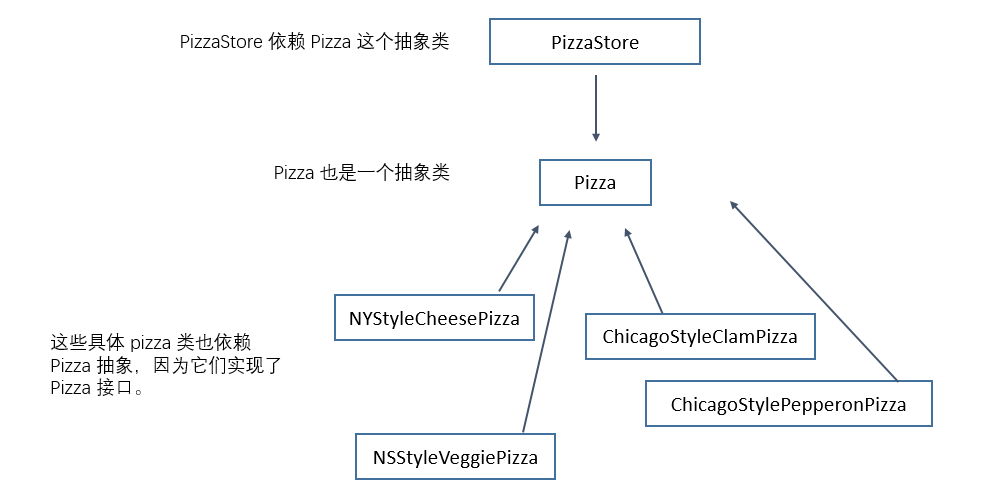 PizzaStore 依赖 Pizza 这个抽象类
PizzaStore
Pizza 也是一个抽象类
Pizza
NYStyleCheesePizza
ChicagoStyleClamPizza
这些具体 pizza 类也依赖
Pizza 抽象，因为它们实现了
Pizza 接口。
ChicagoStylePepperonPizza
NSStyleVeggiePizza